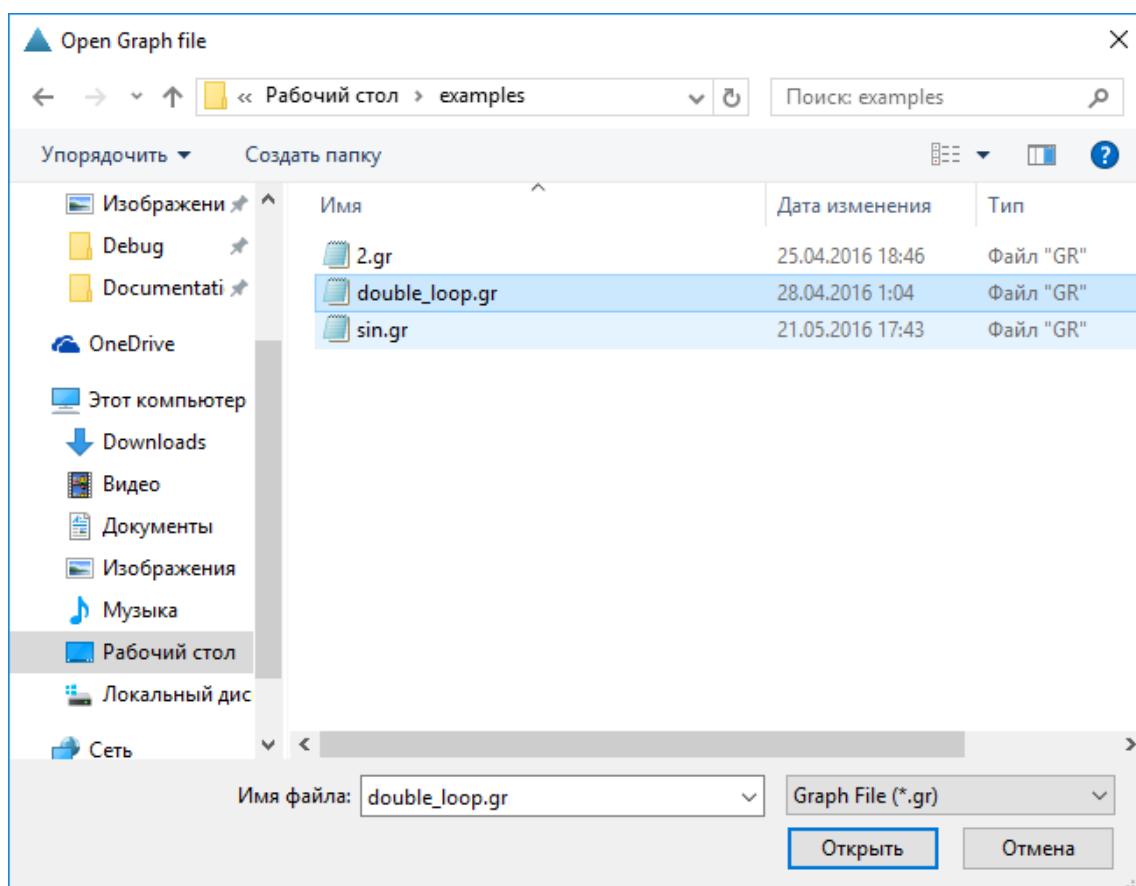 Open Graph file
« Рабочий стол › examples
Поиск: examples
Упорядочить Создать папку
Имя Дата изменения Тип
2.gr 25.04.2016 18:46 Файл "GR"
double_loop.gr 28.04.2016 1:04 Файл "GR"
sin.gr 21.05.2016 17:43 Файл "GR"
Изображени
Debug
Documentati
OneDrive
Этот компьютер
Downloads
Видео
Документы
Изображения
Музыка
Рабочий стол
Локальный дис
Сеть
Имя файла: double_loop.gr Graph File (*.gr)
Открыть Отмена